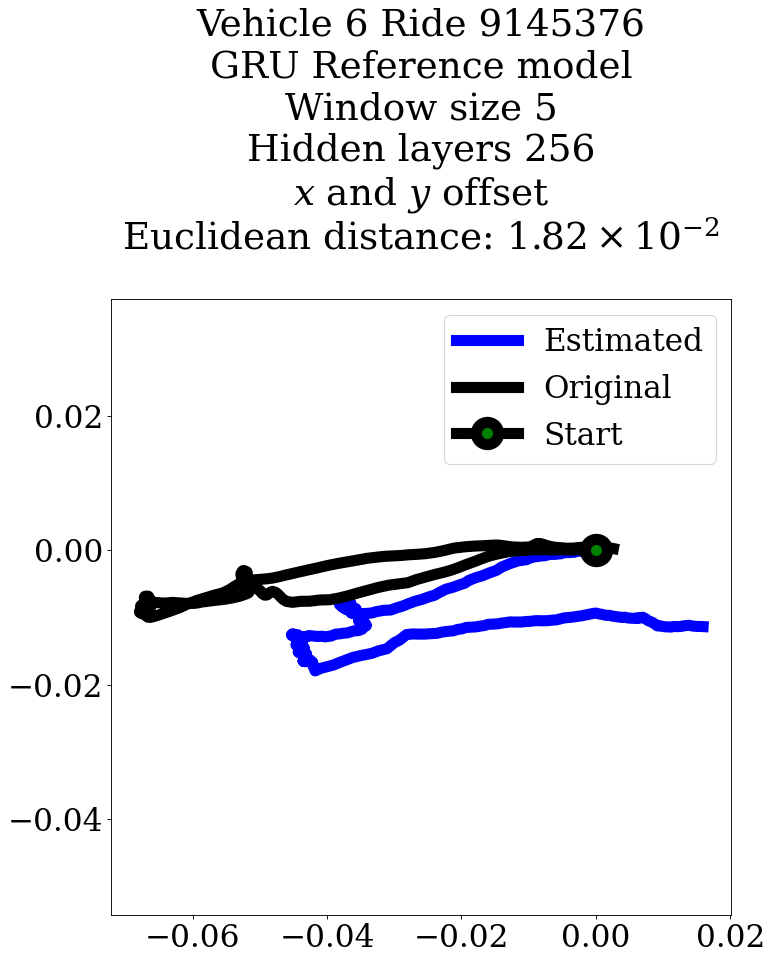 Vehicle 6 Ride 9145376
GRU Reference model
Window size 5
Hidden layers 256
x and y offset
Euclidean distance: 1.82 × 10⁻²
Estimated
Original
Start
0.02
0.00
−0.02
−0.04
−0.06 −0.04 −0.02 0.00 0.02